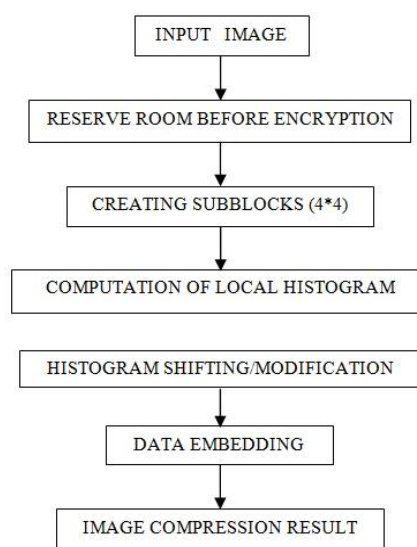 INPUT IMAGE
RESERVE ROOM BEFORE ENCRYPTION
CREATING SUBBLOCKS (4*4)
COMPUTATION OF LOCAL HISTOGRAM
HISTOGRAM SHIFTING/MODIFICATION
DATA EMBEDDING
IMAGE COMPRESSION RESULT